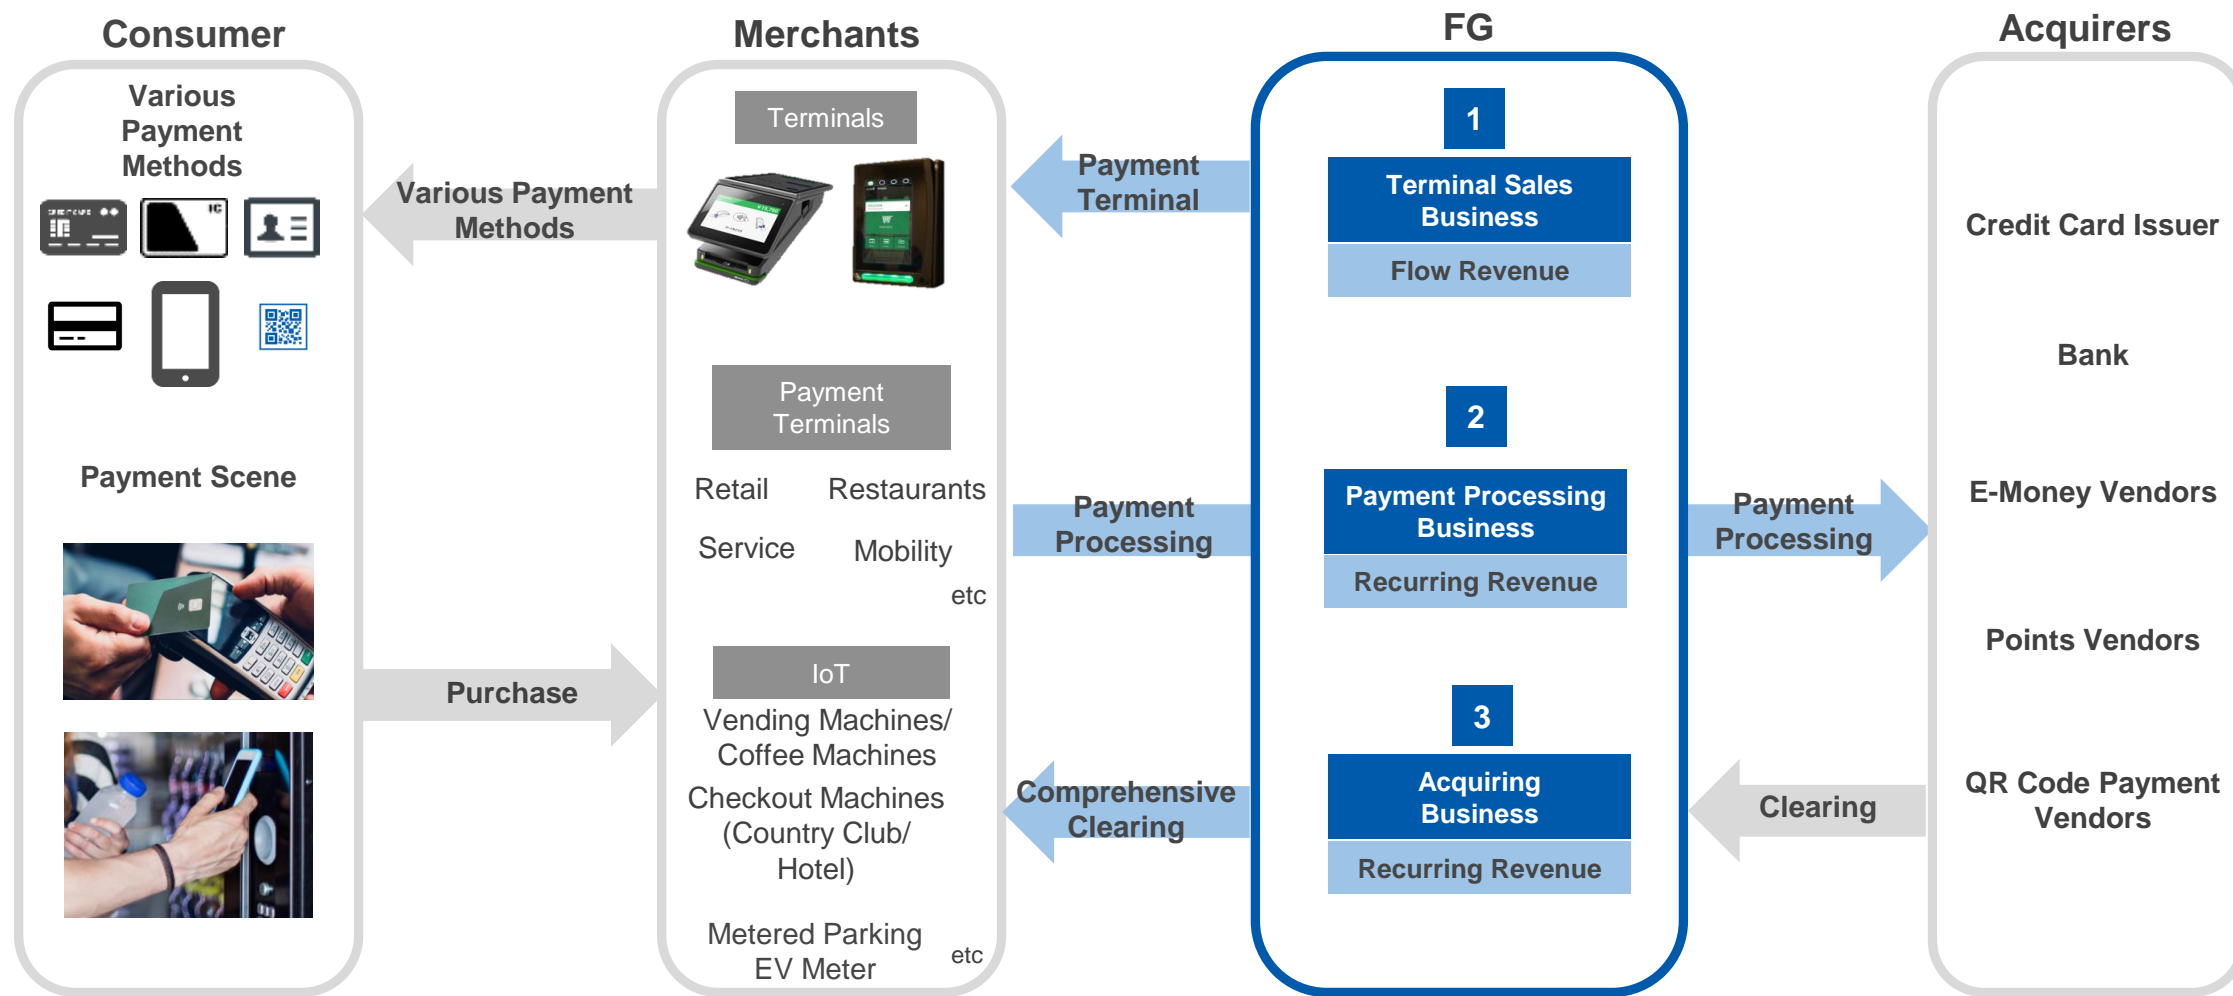 Consumer
Various
Payment
Methods
IC
Payment Scene
Various Payment
Methods
Purchase
Merchants
Terminals
Payment
Terminals
Retail
Restaurants
Service
Mobility
etc
IoT
Vending Machines/
Coffee Machines
Checkout Machines
(Country Club/
Hotel)
Metered Parking
EV Meter
etc
Payment
Terminal
Payment
Processing
Comprehensive
Clearing
FG
1
Terminal Sales
Business
Flow Revenue
2
Payment Processing
Business
Recurring Revenue
3
Acquiring
Business
Recurring Revenue
Payment
Processing
Clearing
Acquirers
Credit Card Issuer
Bank
E-Money Vendors
Points Vendors
QR Code Payment
Vendors